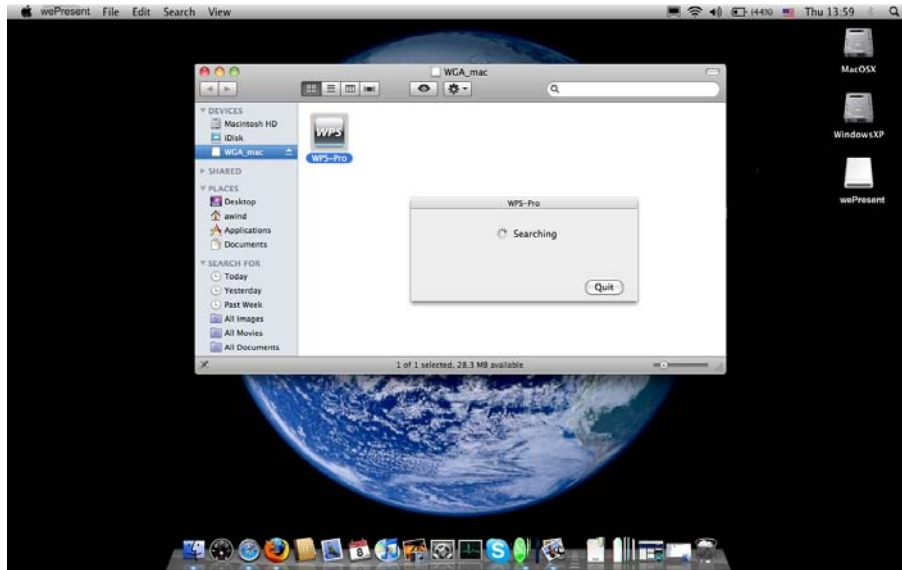 wePresent File Edit Search View (44%) Thu 13:59
WGA_mac
DEVICES
Macintosh HD
iDisk
WGA_mac
SHARED
PLACES
Desktop
awind
Applications
Documents
SEARCH FOR
Today
Yesterday
Past Week
All Images
All Movies
All Documents
WPS
WPS-Pro
WPS-Pro
Searching
Quit
1 of 1 selected, 28.3 MB available
MacOSX
WindowsXP
wePresent
8